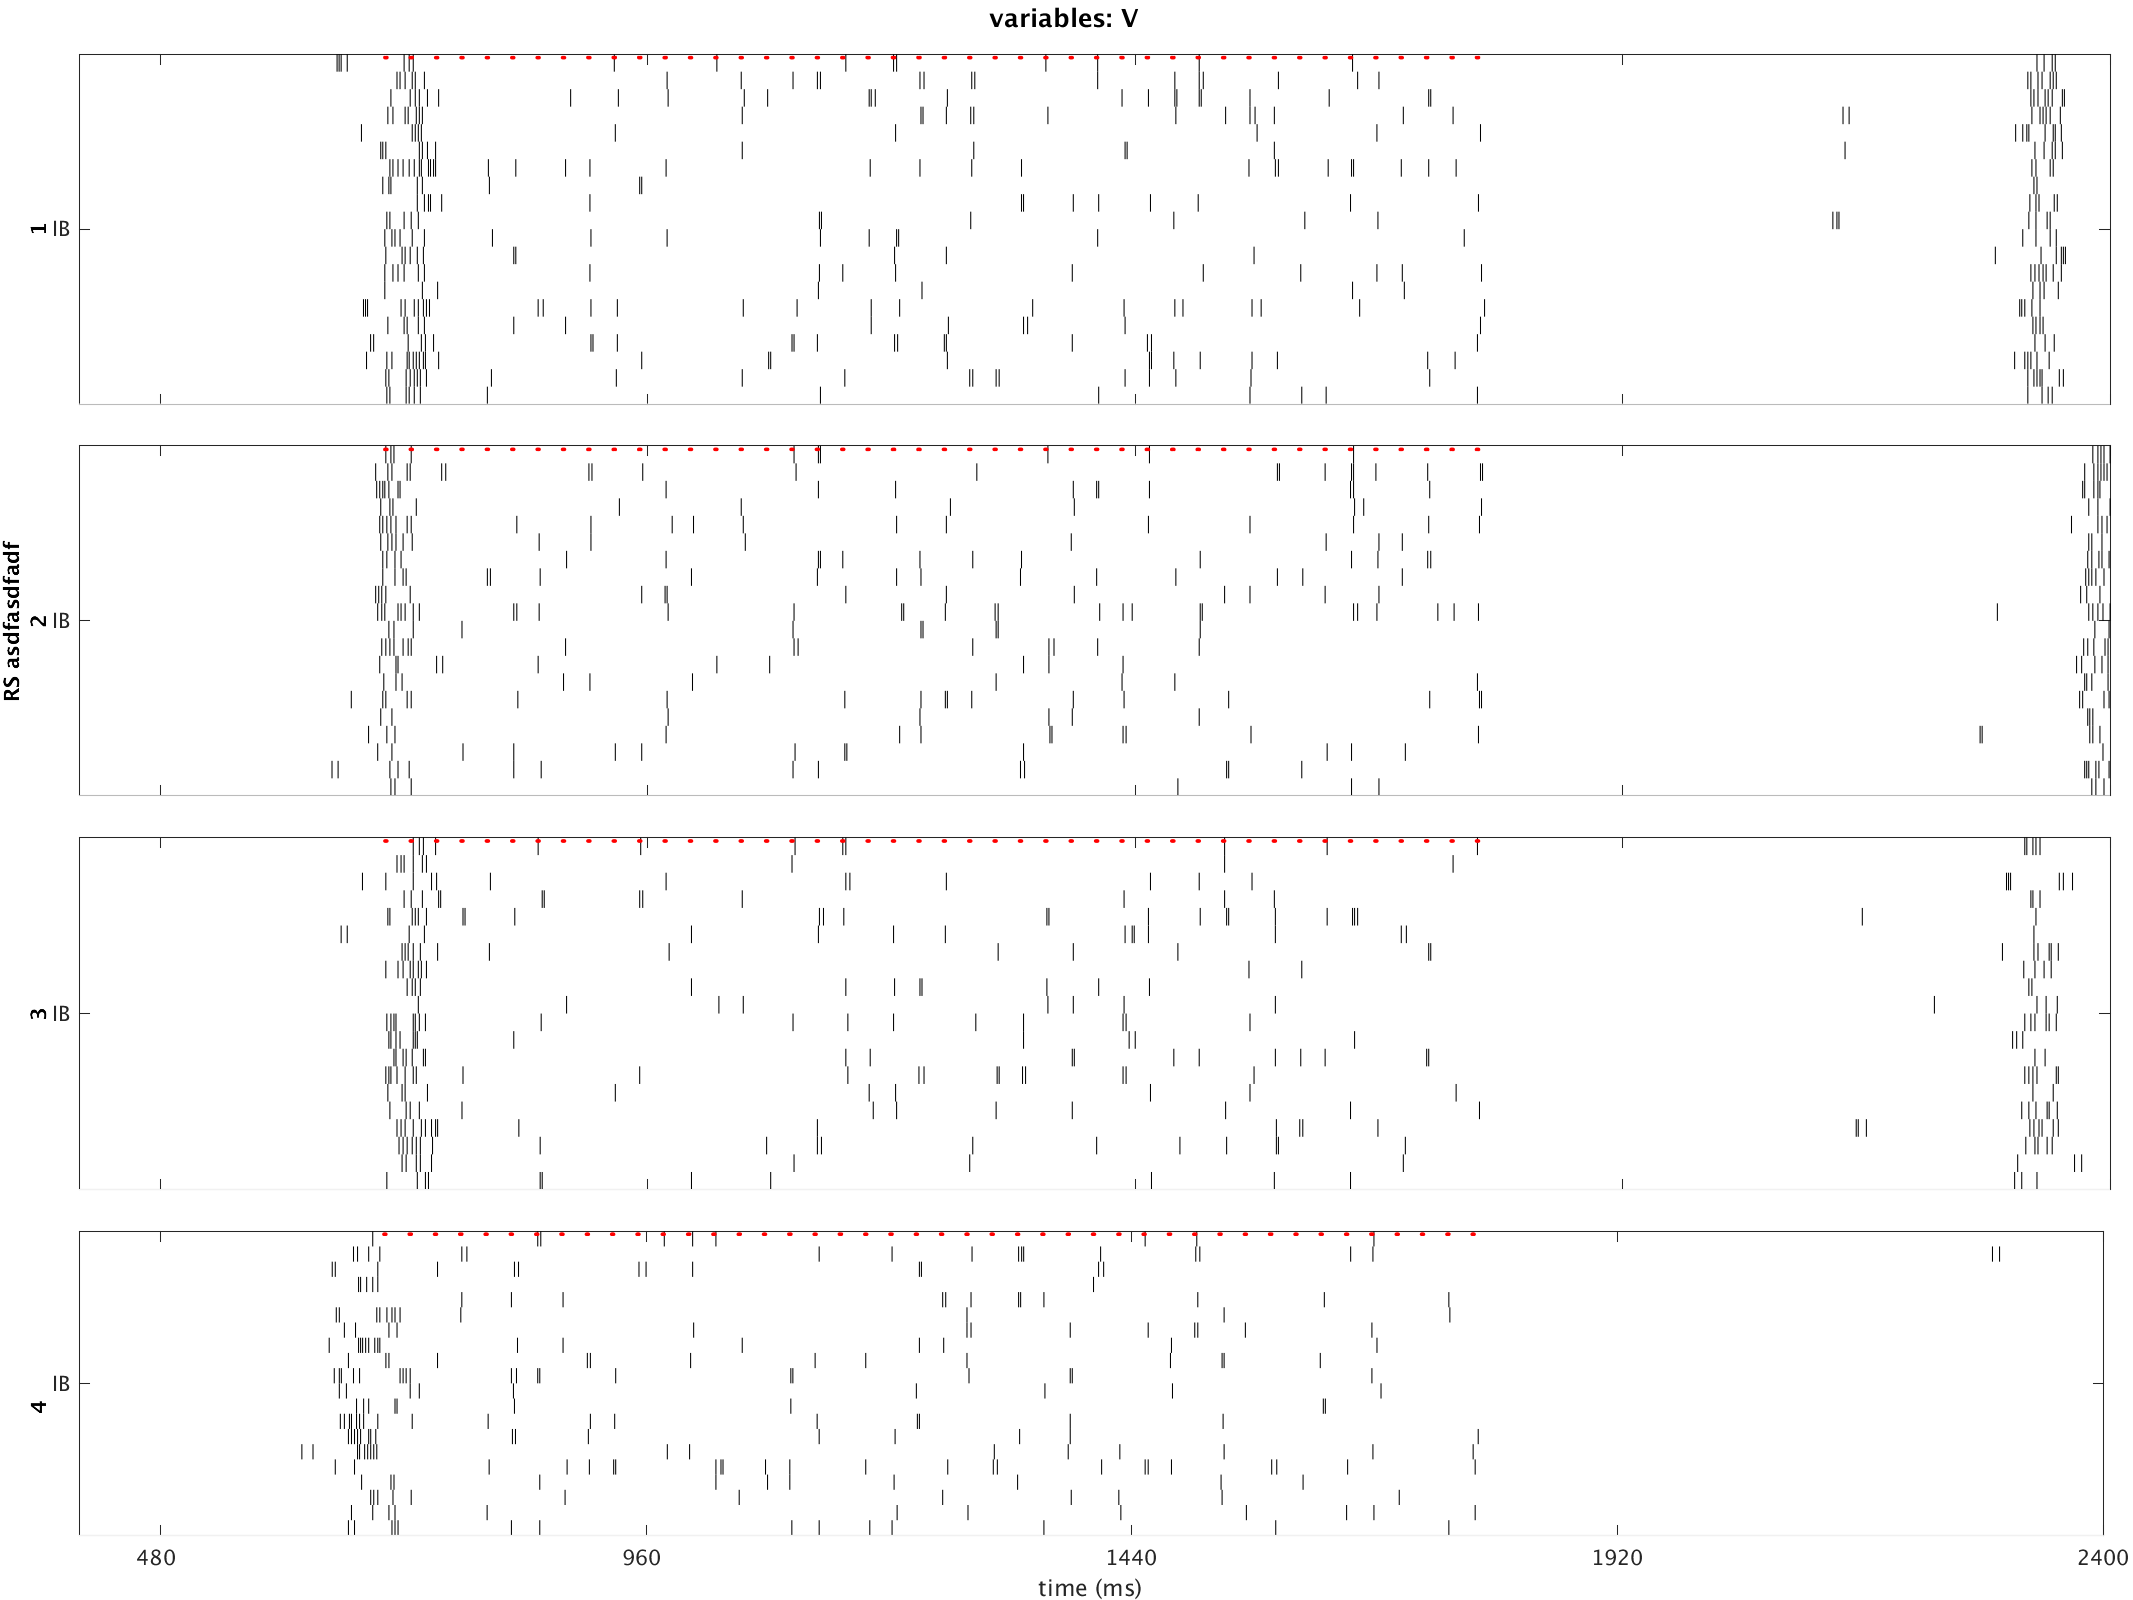 variables: V
1 IB
RS asdfasdfadf
2 IB
3 IB
4 IB
480 960 1440 1920 2400
time (ms)